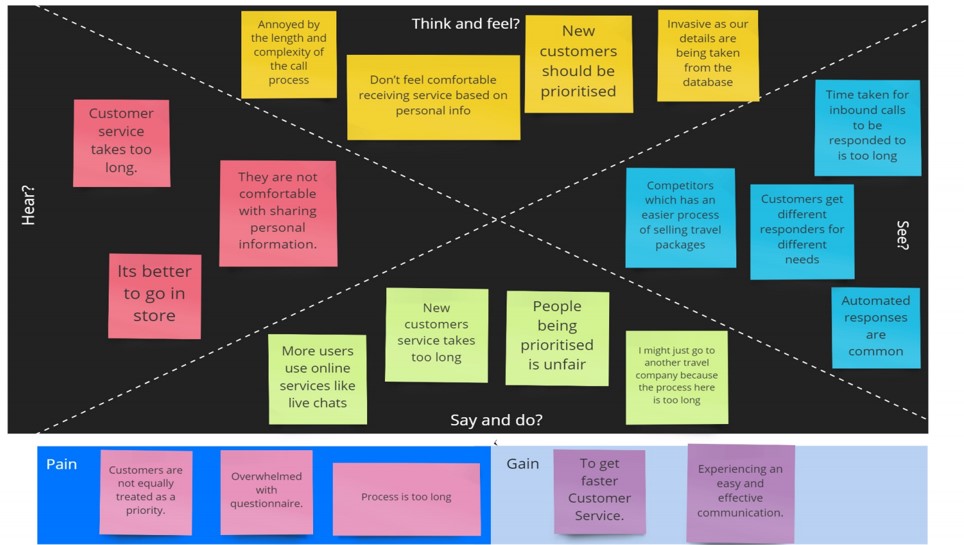 Think and feel?
Annoyed by
the length and
complexity of
the call
process
Don't feel comfortable
receiving service based on
personal info
New
customers
should be
prioritised
Invasive as our
details are
being taken
from the
database
Hear?
Customer
service
takes too
long.
They are not
comfortable
with sharing
personal
information.
Its better
to go in
store
See?
Time taken for
inbound calls
to be
responded to
is too long
Competitors
which has an
easier process
of selling travel
packages
Customers get
different
responders for
different
needs
Automated
responses
are
common
More users
use online
services like
live chats
New
customers
service takes
too long
People
being
prioritised
is unfair
I might just go to
another travel
company because
the process here
is too long
Say and do?
Pain
Customers are
not equally
treated as a
priority.
Overwhelmed
with
questionnaire.
Process is too long
Gain
To get
faster
Customer
Service.
Experiencing an
easy and
effective
communication.